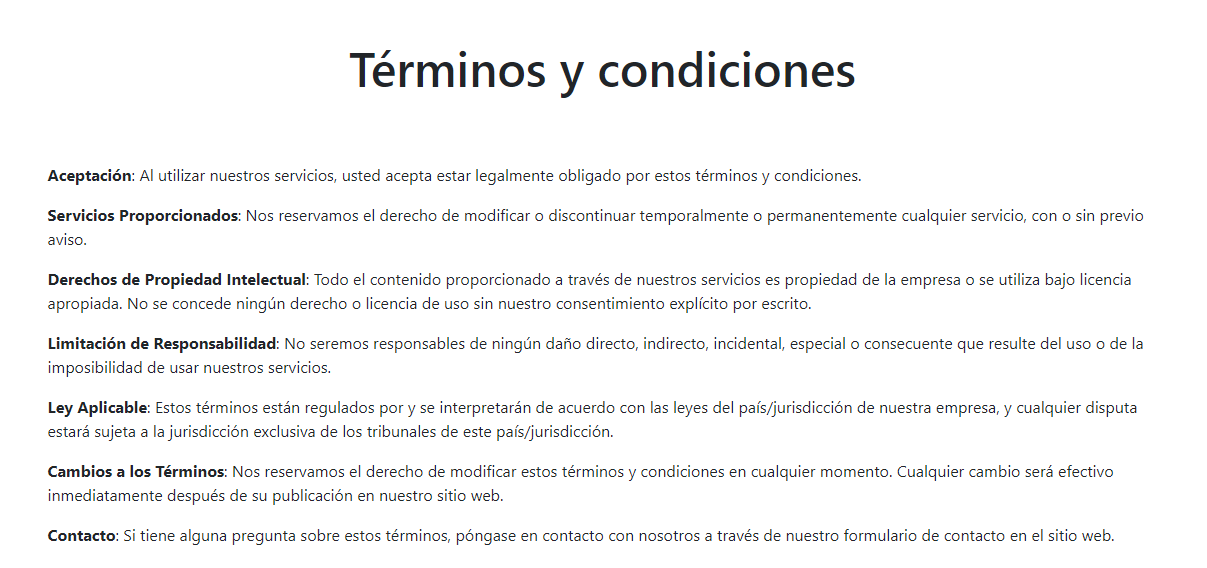 Términos y condiciones
Aceptación: Al utilizar nuestros servicios, usted acepta estar legalmente obligado por estos términos y condiciones.
Servicios Proporcionados: Nos reservamos el derecho de modificar o discontinuar temporalmente o permanentemente cualquier servicio, con o sin previo
aviso.
Derechos de Propiedad Intelectual: Todo el contenido proporcionado a través de nuestros servicios es propiedad de la empresa o se utiliza bajo licencia
apropiada. No se concede ningún derecho o licencia de uso sin nuestro consentimiento explícito por escrito.
Limitación de Responsabilidad: No seremos responsables de ningún daño directo, indirecto, incidental, especial o consecuente que resulte del uso o de la
imposibilidad de usar nuestros servicios.
Ley Aplicable: Estos términos están regulados por y se interpretarán de acuerdo con las leyes del país/jurisdicción de nuestra empresa, y cualquier disputa
estará sujeta a la jurisdicción exclusiva de los tribunales de este país/jurisdicción.
Cambios a los Términos: Nos reservamos el derecho de modificar estos términos y condiciones en cualquier momento. Cualquier cambio será efectivo
inmediatamente después de su publicación en nuestro sitio web.
Contacto: Si tiene alguna pregunta sobre estos términos, póngase en contacto con nosotros a través de nuestro formulario de contacto en el sitio web.